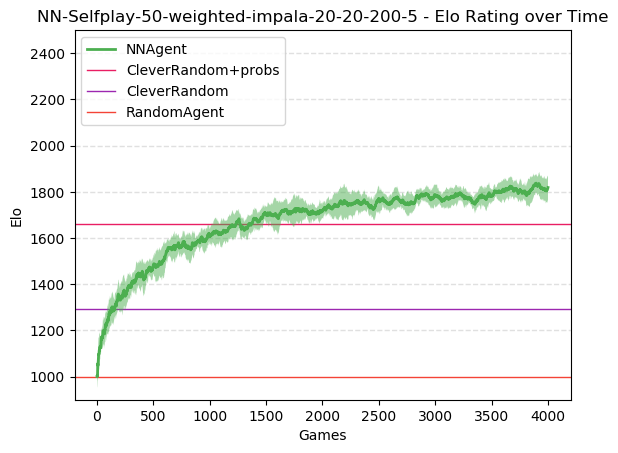 NN-Selfplay-50-weighted-impala-20-20-200-5 - Elo Rating over Time
NNAgent
CleverRandom+probs
CleverRandom
RandomAgent
Elo
2400
2200
2000
1800
1600
1400
1200
1000
0 500 1000 1500 2000 2500 3000 3500 4000
Games